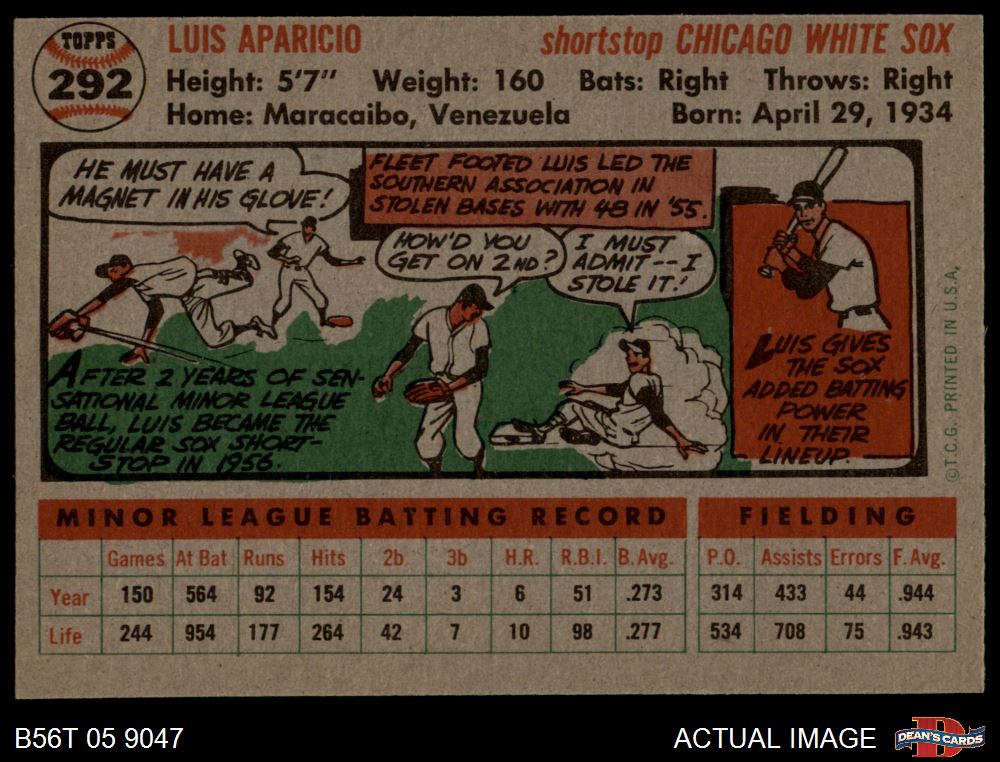 TOPPS
292
LUIS APARICIO
shortstop CHICAGO WHITE SOX
Height: 5'7" Weight: 160 Bats: Right Throws: Right
Home: Maracaibo, Venezuela Born: April 29, 1934
HE MUST HAVE A
MAGNET IN HIS GLOVE!
FLEET FOOTED LUIS LED THE
SOUTHERN ASSOCIATION IN
STOLEN BASES WITH 48 IN '55.
HOW'D YOU
GET ON 2ND?
I MUST
ADMIT--I
STOLE IT!
AFTER 2 YEARS OF SEN-
SATIONAL MINOR LEAGUE
BALL, LUIS BECAME THE
REGULAR SOX SHORT-
STOP IN 1956.
LUIS GIVES
THE SOX
ADDED BATTING
POWER
IN THEIR
LINEUP.
©T.C.G. PRINTED IN U.S.A.
MINOR LEAGUE BATTING RECORD
FIELDING
Games At Bat Runs Hits 2b 3b H.R. R.B.I. B. Avg. P.O. Assists Errors F. Avg.
Year 150 564 92 154 24 3 6 51 .273 314 433 44 .944
Life 244 954 177 264 42 7 10 98 .277 534 708 75 .943
B56T 05 9047
ACTUAL IMAGE
DEAN'S CARDS